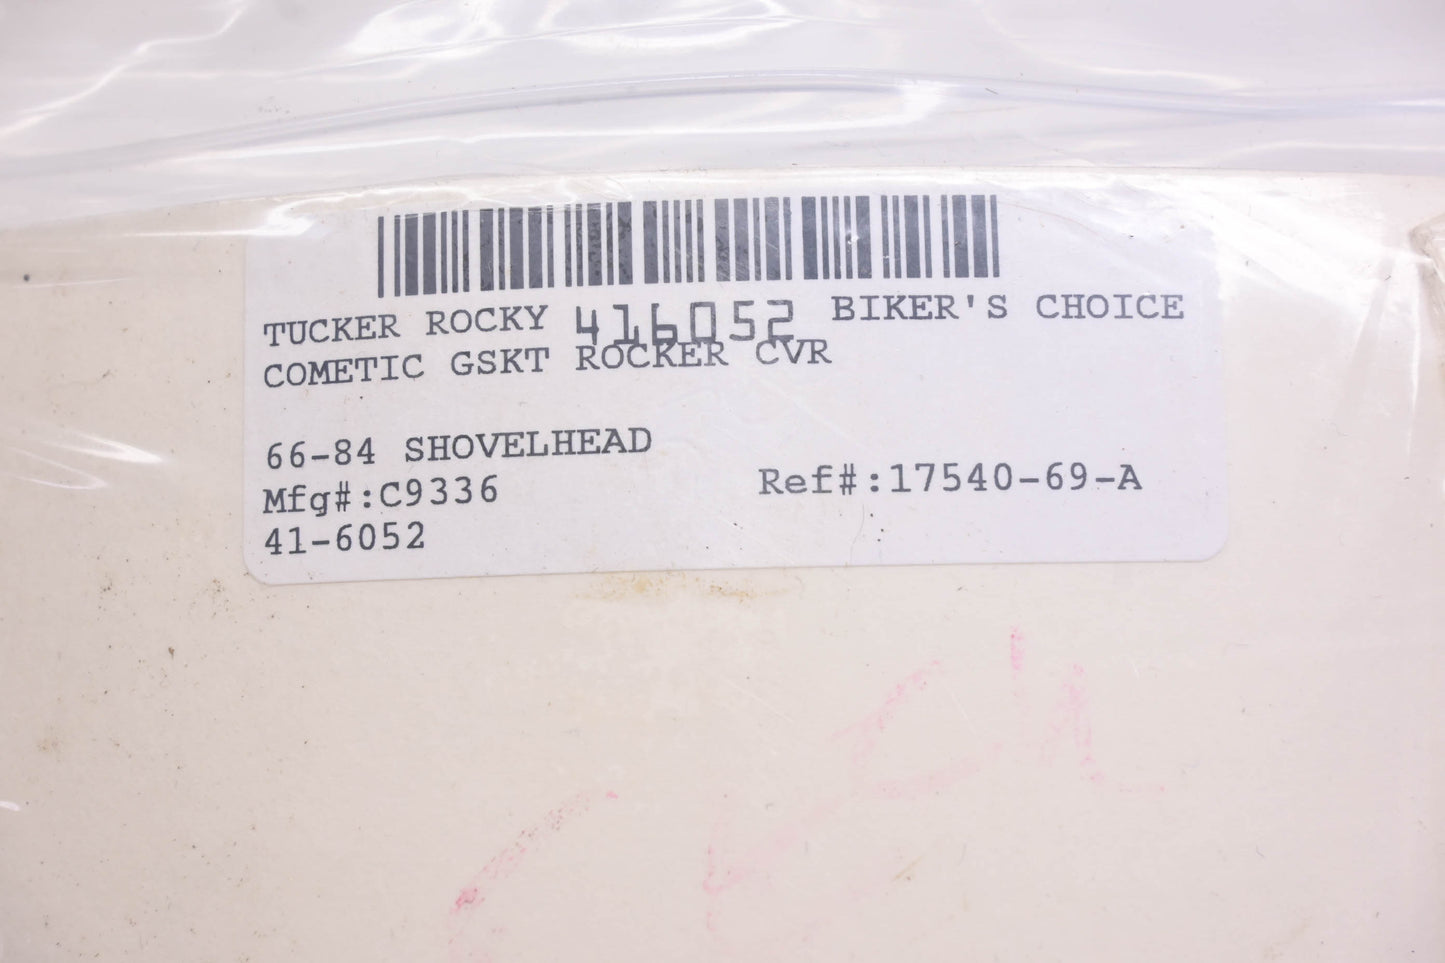 TUCKER ROCKY 416052 BIKER'S CHOICE
COMETIC GSKT ROCKER CVR
66-84 SHOVELHEAD
Mfg#:C9336 Ref#:17540-69-A
41-6052